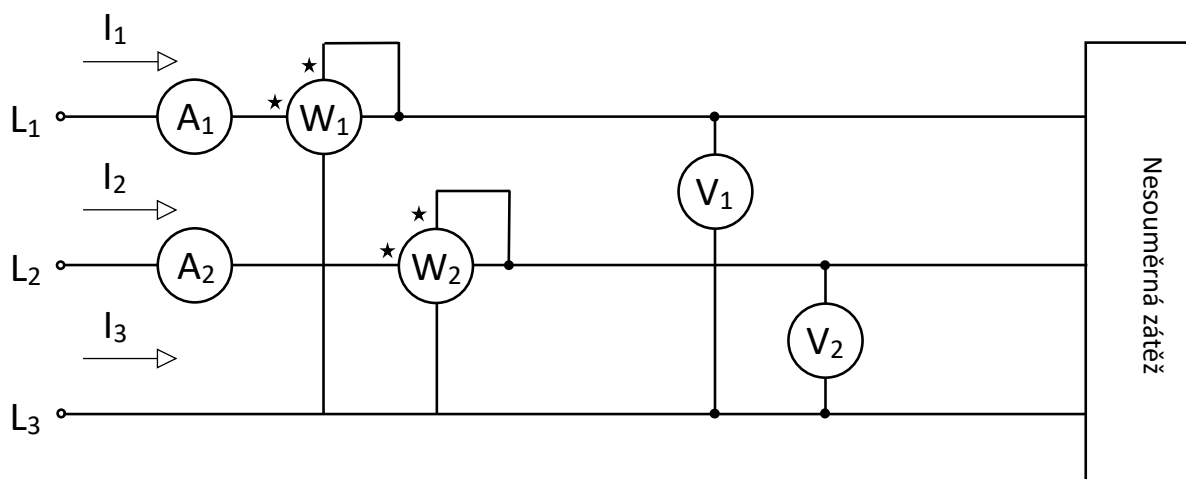 I₁
A₁
W₁
L₁
I₂
V₁
A₂
W₂
L₂
I₃
V₂
L₃
Nesouměrná zátěž